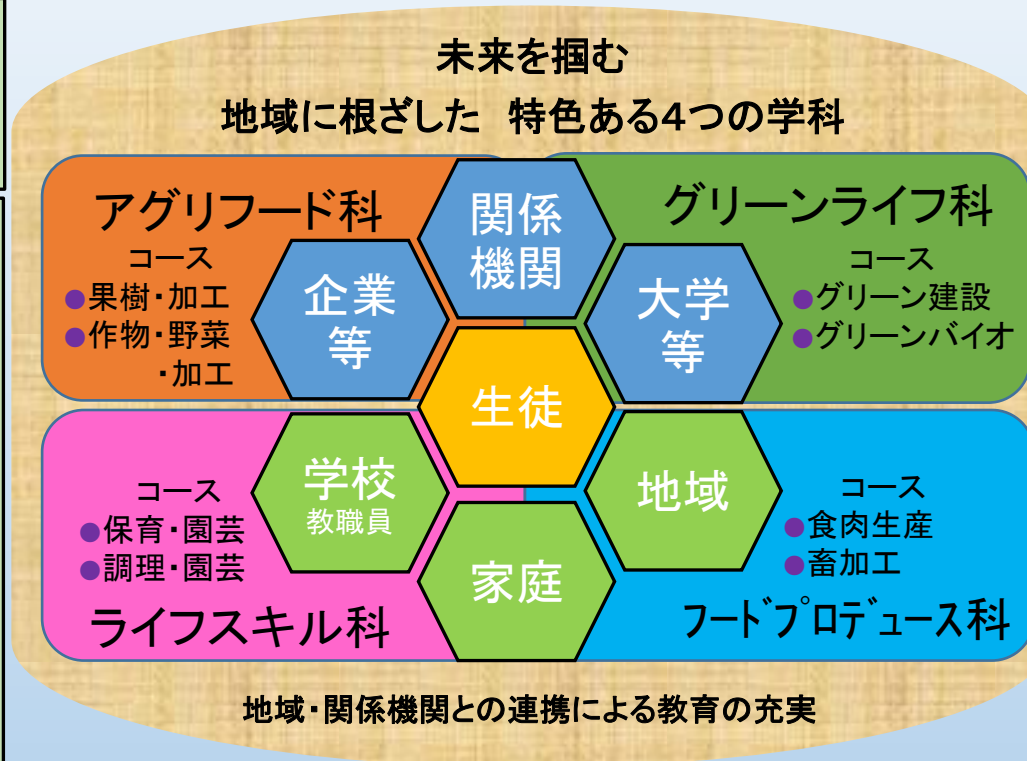 未来を掴む
地域に根ざした 特色ある4つの学科
アグリフード科
コース
●果樹・加工
●作物・野菜
・加工
関係
機関
グリーンライフ科
コース
●グリーン建設
●グリーンバイオ
企業
等
大学
等
生徒
学校
教職員
地域
家庭
コース
●保育・園芸
●調理・園芸
ライフスキル科
コース
●食肉生産
●畜加工
フードプロデュース科
地域・関係機関との連携による教育の充実